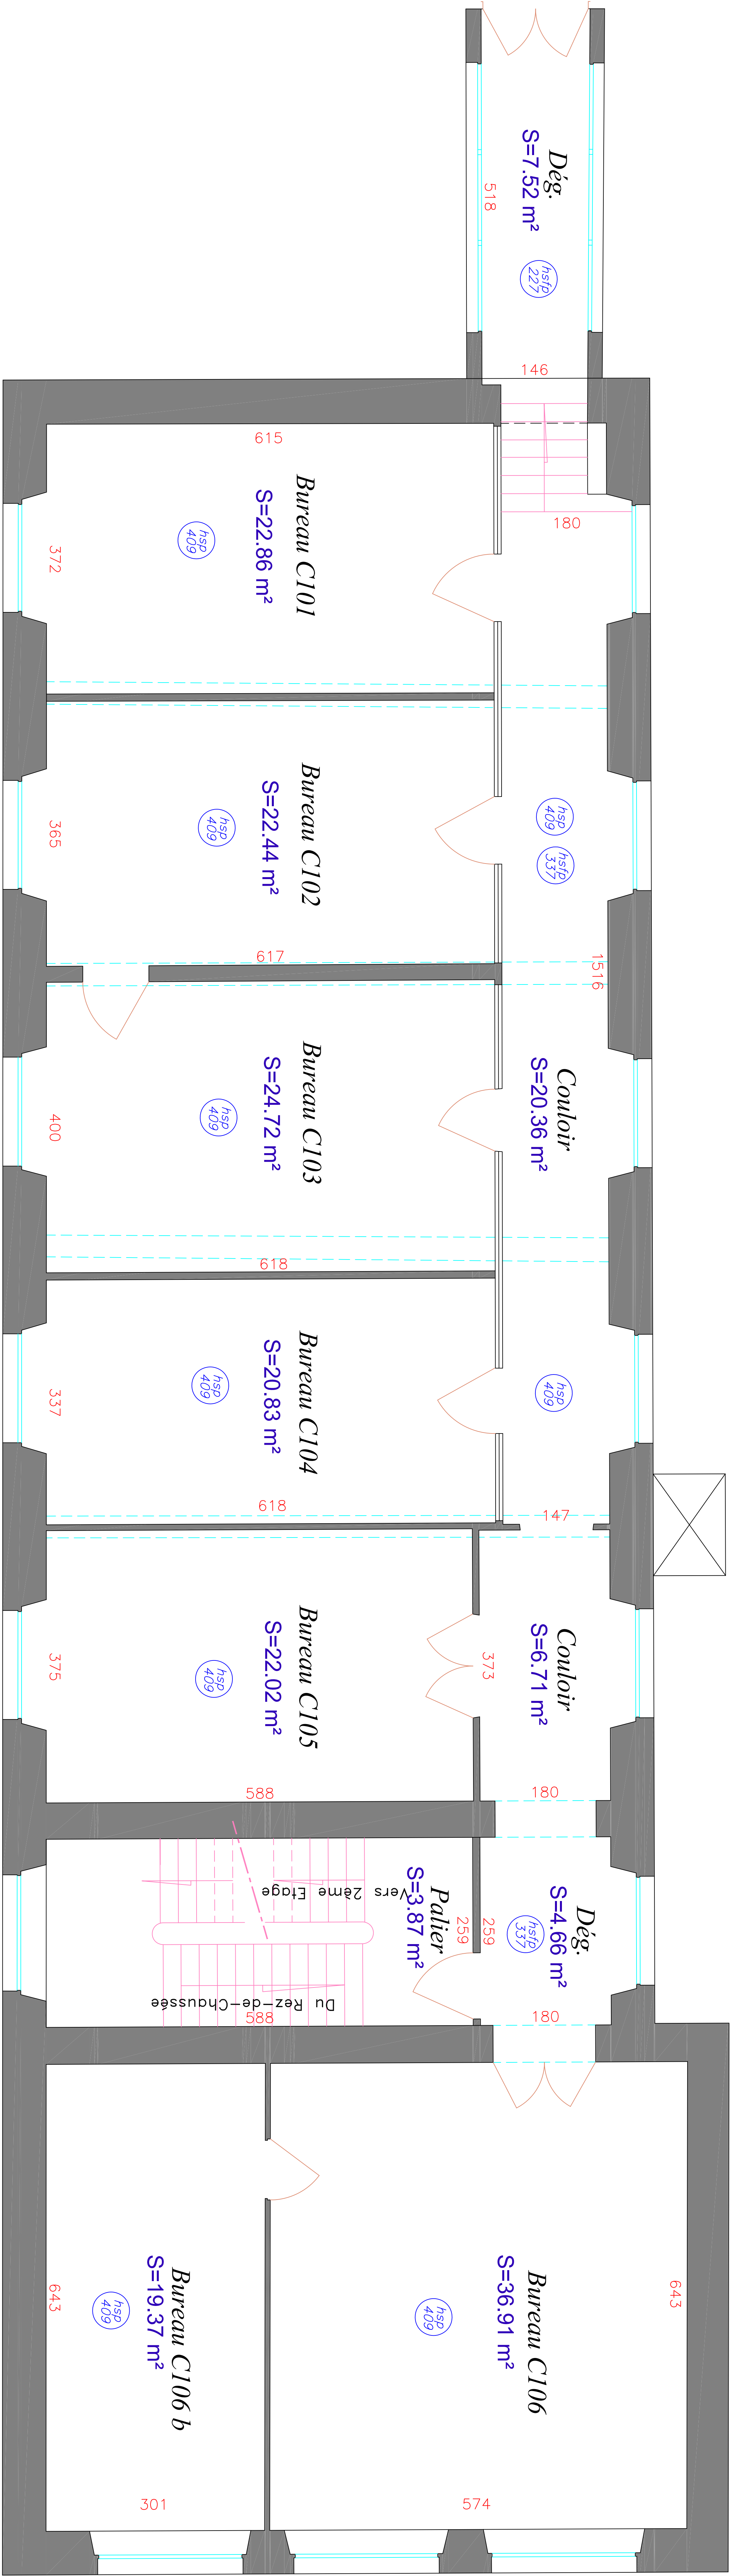 Dég.
S=7.52 m²
518
hsfp
227
146
180
615
Bureau C101
S=22.86 m²
hsp
409
372
Bureau C102
S=22.44 m²
hsp
409
365
617
hsp
409
hsfp
337
1516
Couloir
S=20.36 m²
Bureau C103
S=24.72 m²
hsp
409
400
618
Bureau C104
S=20.83 m²
hsp
409
337
618
hsp
409
147
Couloir
S=6.71 m²
373
180
Bureau C105
S=22.02 m²
hsp
409
375
588
Vers 2ème Etage
Du Rez-de-Chaussée
588
Palier
S=3.87 m²
259
259
Dég.
S=4.66 m²
hsfp
337
180
Bureau C106
S=36.91 m²
hsp
409
643
574
Bureau C106 b
S=19.37 m²
hsp
409
643
301